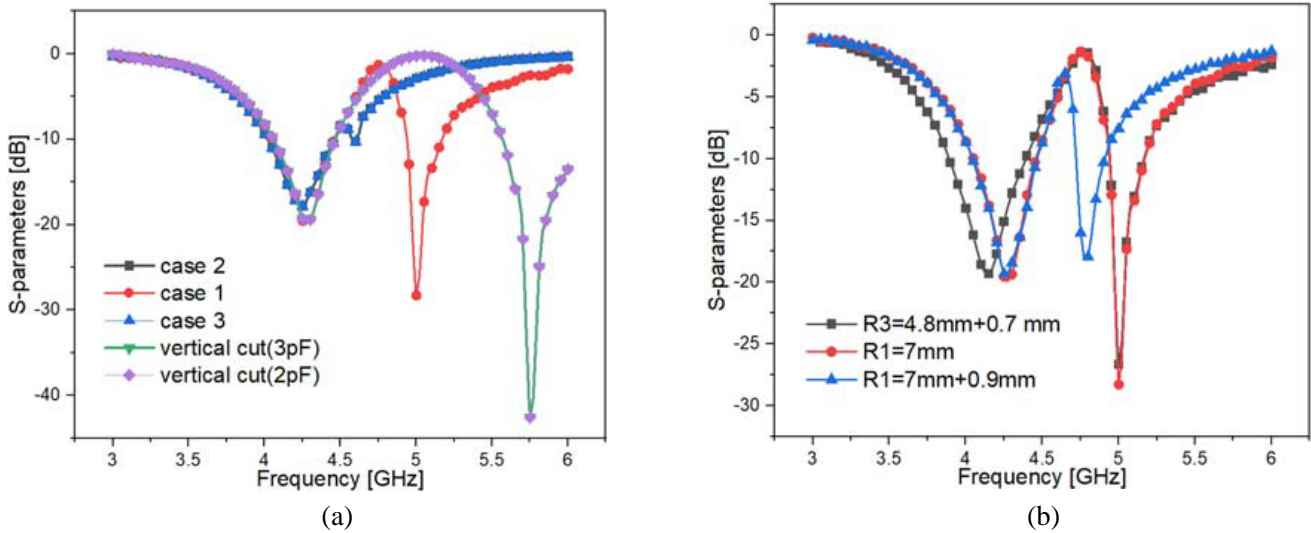 0
-10
-20
-30
-40
S-parameters [dB]
case 2
case 1
case 3
vertical cut(3pF)
vertical cut(2pF)
3
3.5
4
4.5
5
5.5
6
Frequency [GHz]
(a)
0
-5
-10
-15
-20
-25
-30
S-parameters [dB]
R3=4.8mm+0.7 mm
R1=7mm
R1=7mm+0.9mm
3
3.5
4
4.5
5
5.5
6
Frequency [GHz]
(b)